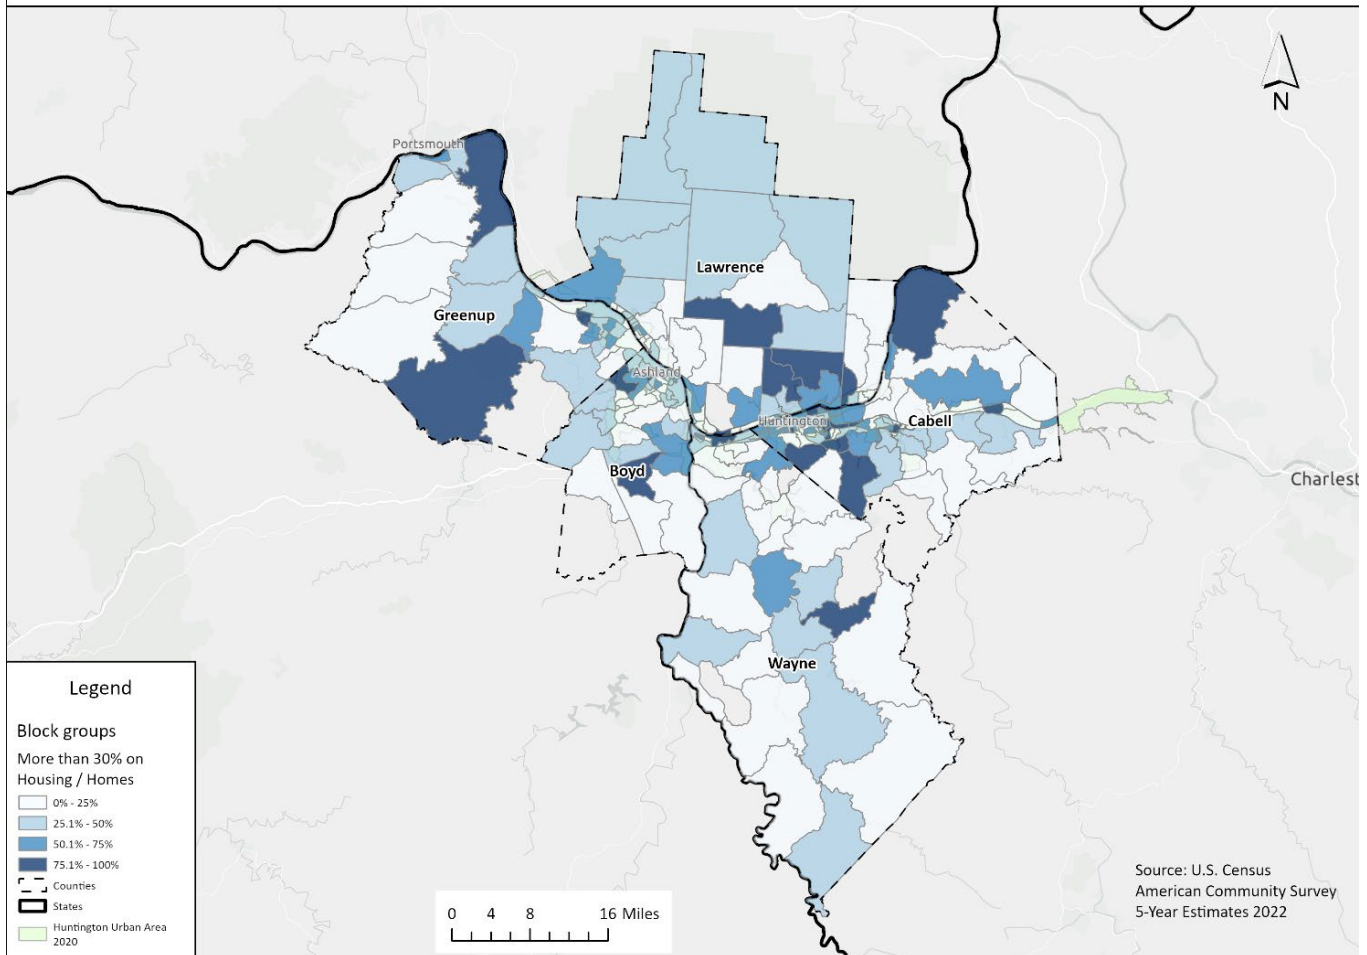 N
Portsmouth
Lawrence
Greenup
Ashland
Huntington
Cabell
Boyd
Charlest
Wayne
Legend
Block groups
More than 30% on
Housing / Homes
0% - 25%
25.1% - 50%
50.1% - 75%
75.1% - 100%
Counties
States
Huntington Urban Area
2020
0 4 8 16 Miles
Source: U.S. Census
American Community Survey
5-Year Estimates 2022